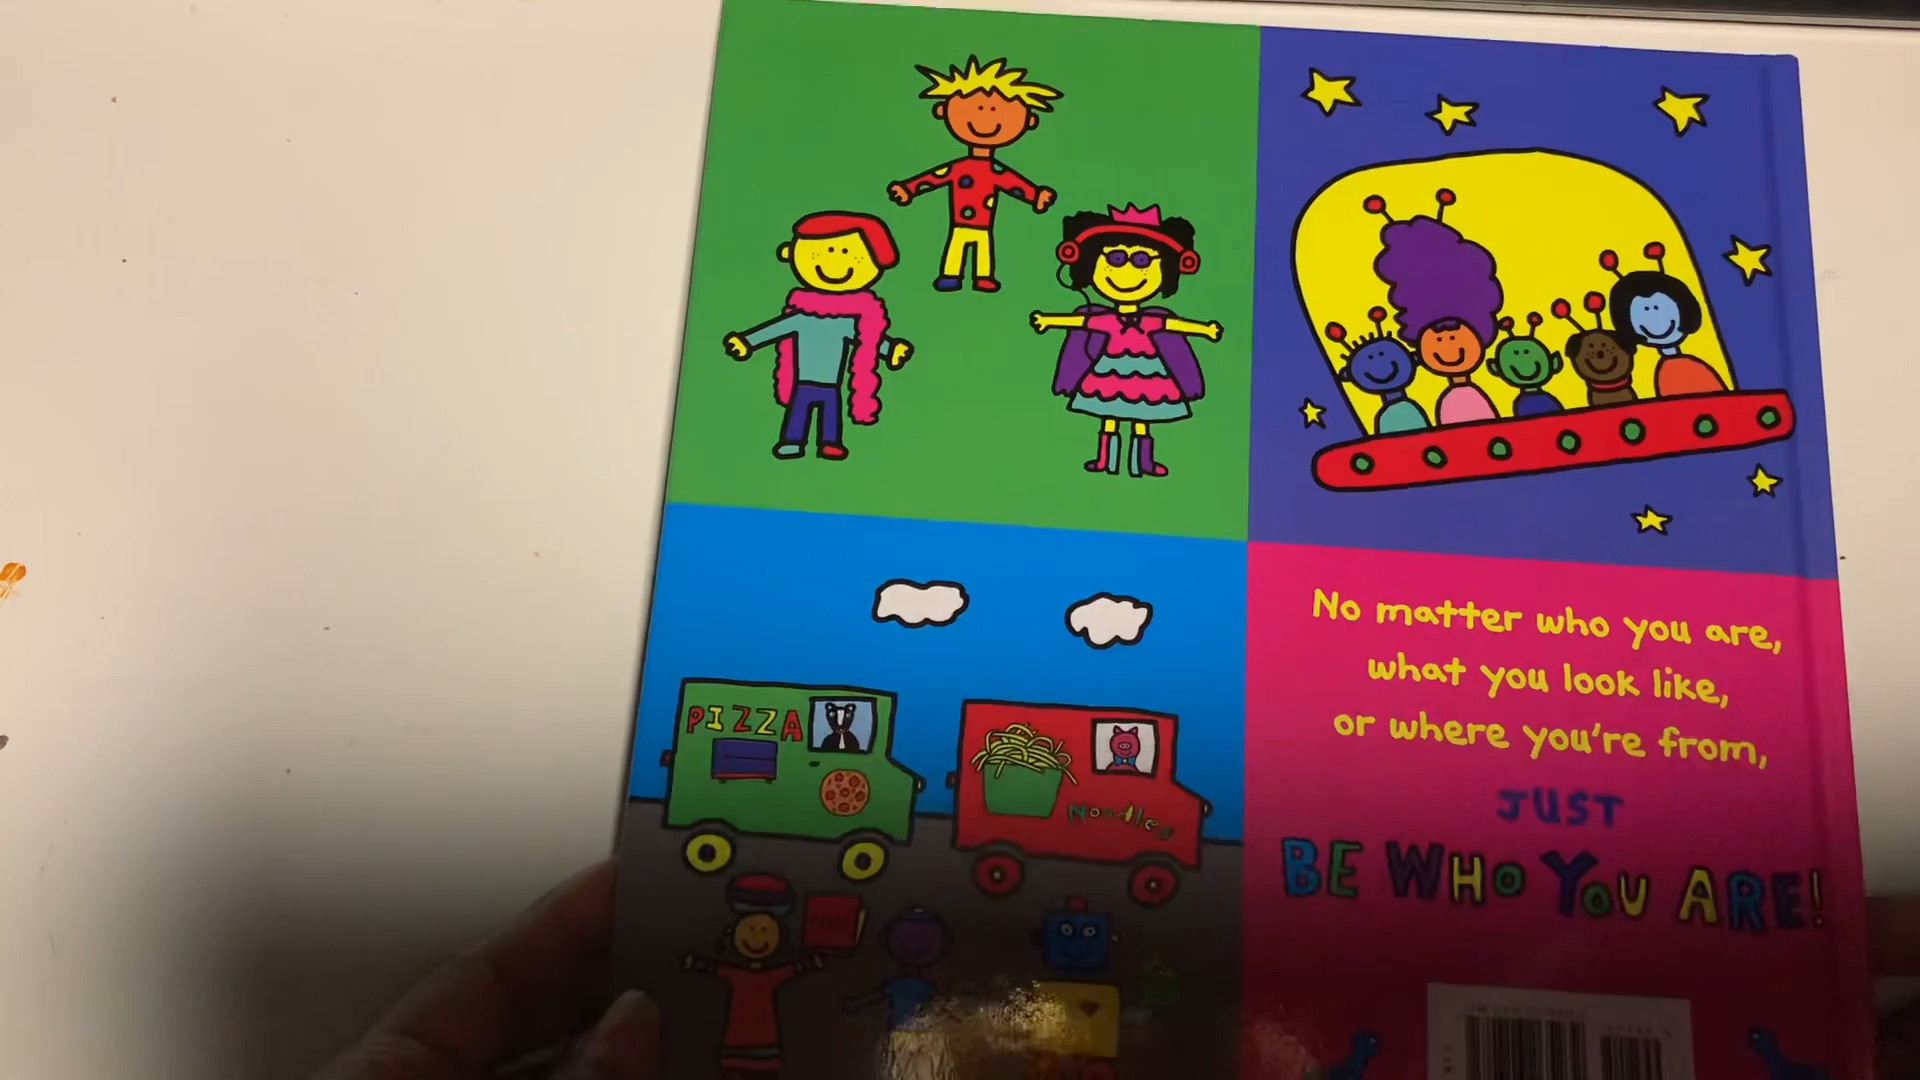 PIZZA
Noodles
No matter who you are,
what you look like,
or where you're from,
JUST
BE WHO YOU ARE!